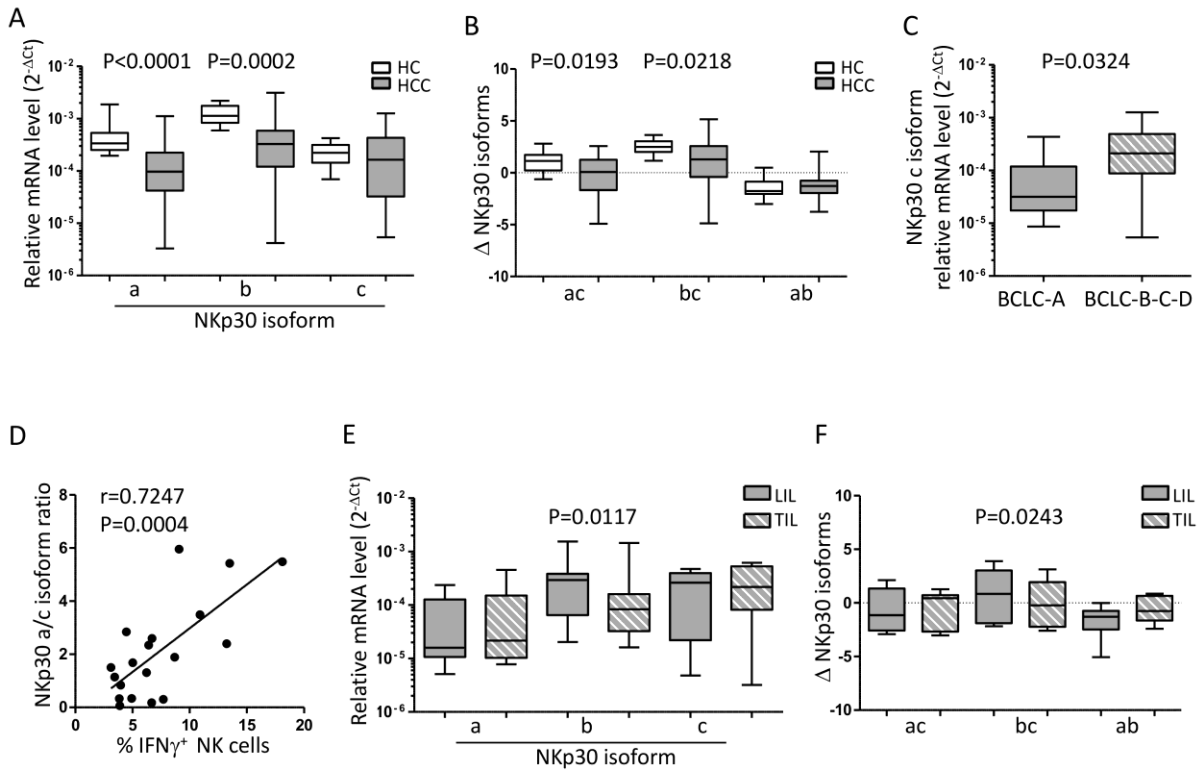 A
Relative mRNA level (2-ΔCt)
P<0.0001 P=0.0002
HC
HCC
10-2
10-3
10-4
10-5
10-6
a b c
NKp30 isoform
B
Δ NKp30 isoforms
P=0.0193 P=0.0218
HC
HCC
10
5
0
-5
-10
ac bc ab
C
NKp30 c isoform
relative mRNA level (2-ΔCt)
P=0.0324
10-2
10-3
10-4
10-5
10-6
BCLC-A BCLC-B-C-D
D
NKp30 a/c isoform ratio
r=0.7247
P=0.0004
8
6
4
2
0
0 5 10 15 20
% IFNγ+ NK cells
E
Relative mRNA level (2-ΔCt)
P=0.0117
LIL
TIL
10-2
10-3
10-4
10-5
10-6
a b c
NKp30 isoform
F
Δ NKp30 isoforms
P=0.0243
LIL
TIL
10
5
0
-5
-10
ac bc ab